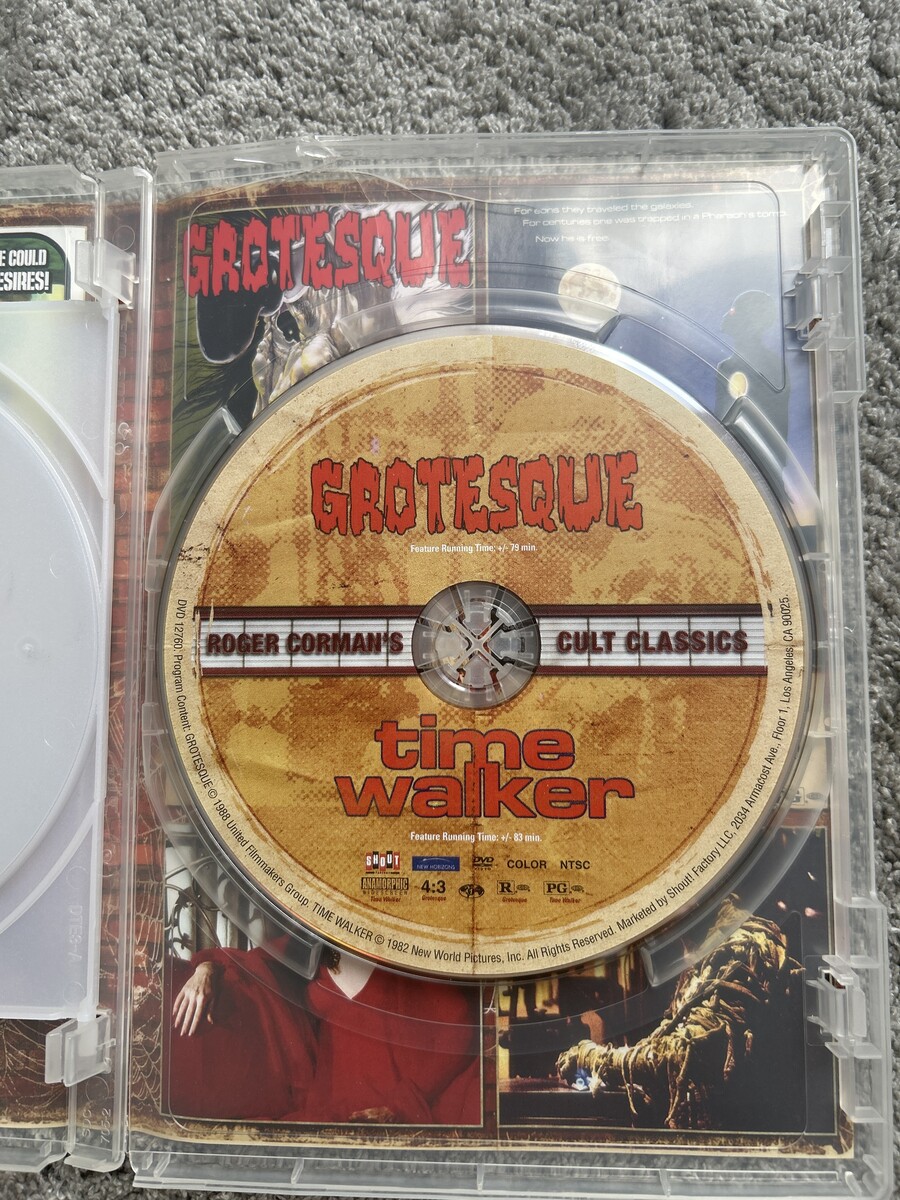 E COULD
ESIRES!
GROTESQUE
For eons they traveled the galaxies.
For centuries one was trapped in a Pharaoh's tomb.
Now he is free.
GROTESQUE
Feature Running Time: +/- 79 min.
ROGER CORMAN'S CULT CLASSICS
time
walker
Feature Running Time: +/- 83 min.
SHOUT NEW HORIZONS DVD COLOR NTSC
ANAMORPHIC WIDESCREEN Time Walker 4:3 Grotesque R Grotesque PG Time Walker
DVD 12760. Program Content: GROTESQUE © 1988 United Filmmakers Group. TIME WALKER © 1982 New World Pictures, Inc. All Rights Reserved. Marketed by Shout! Factory LLC, 2034 Armacost Ave., Floor 1, Los Angeles, CA 90025.